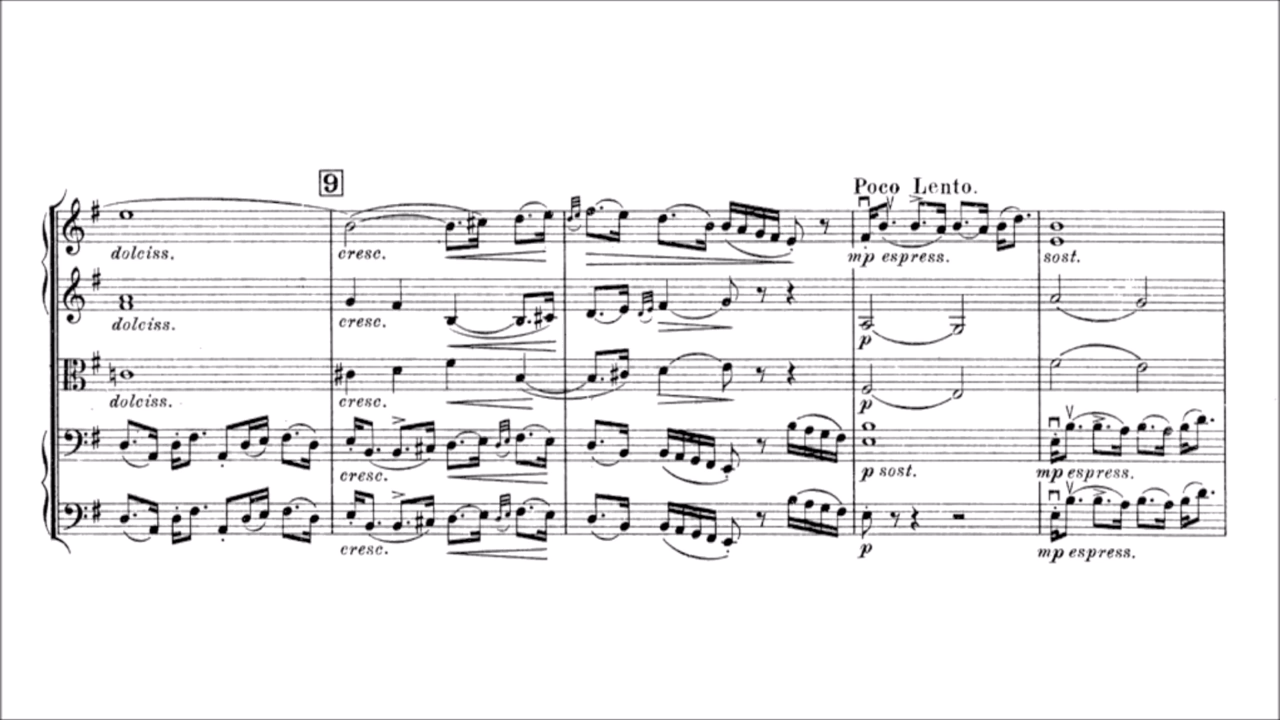 9
Poco Lento.
dolciss. cresc. mp espress. sost.
dolciss. cresc. p
dolciss. cresc. p
cresc. p sost. mp espress.
cresc. p mp espress.